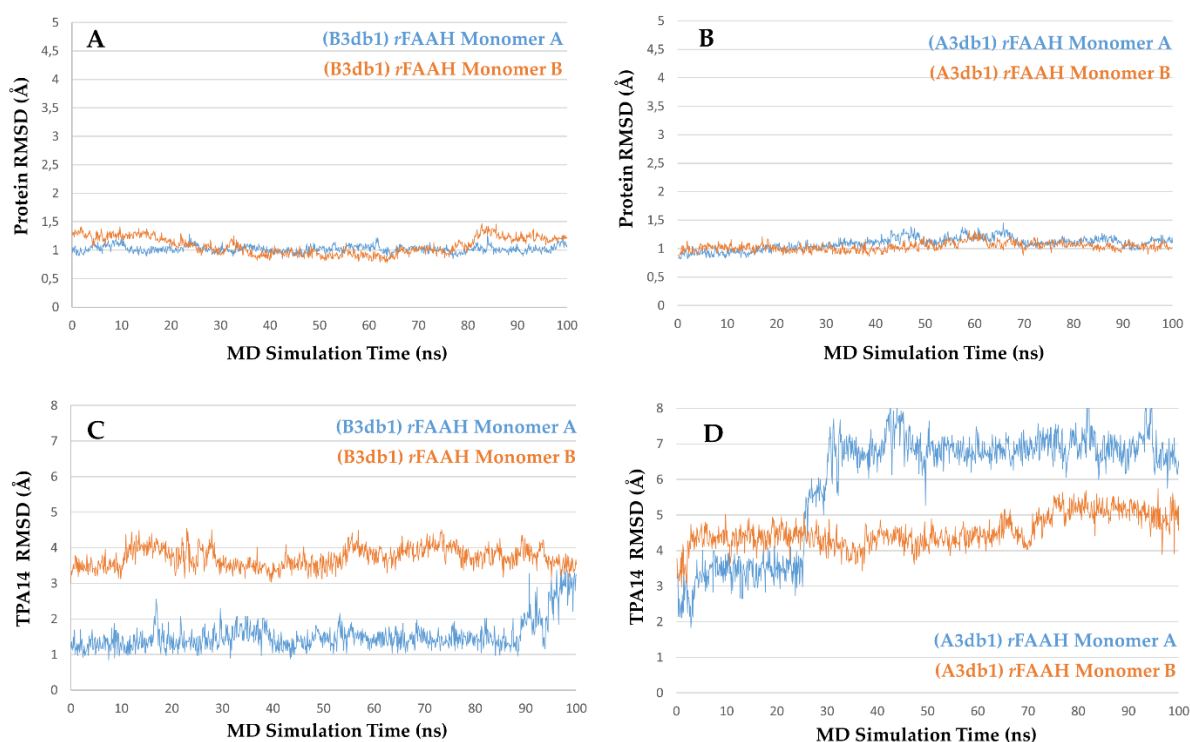 A
(B3db1) rFAAH Monomer A
(B3db1) rFAAH Monomer B
Protein RMSD (Å)
5
4,5
4
3,5
3
2,5
2
1,5
1
0,5
0
0 10 20 30 40 50 60 70 80 90 100
MD Simulation Time (ns)
B
(A3db1) rFAAH Monomer A
(A3db1) rFAAH Monomer B
Protein RMSD (Å)
5
4,5
4
3,5
3
2,5
2
1,5
1
0,5
0
0 10 20 30 40 50 60 70 80 90 100
MD Simulation Time (ns)
C
(B3db1) rFAAH Monomer A
(B3db1) rFAAH Monomer B
TPA14 RMSD (Å)
8
7
6
5
4
3
2
1
0
0 10 20 30 40 50 60 70 80 90 100
MD Simulation Time (ns)
D
TPA14 RMSD (Å)
8
7
6
5
4
3
2
1
0
(A3db1) rFAAH Monomer A
(A3db1) rFAAH Monomer B
0 10 20 30 40 50 60 70 80 90 100
MD Simulation Time (ns)